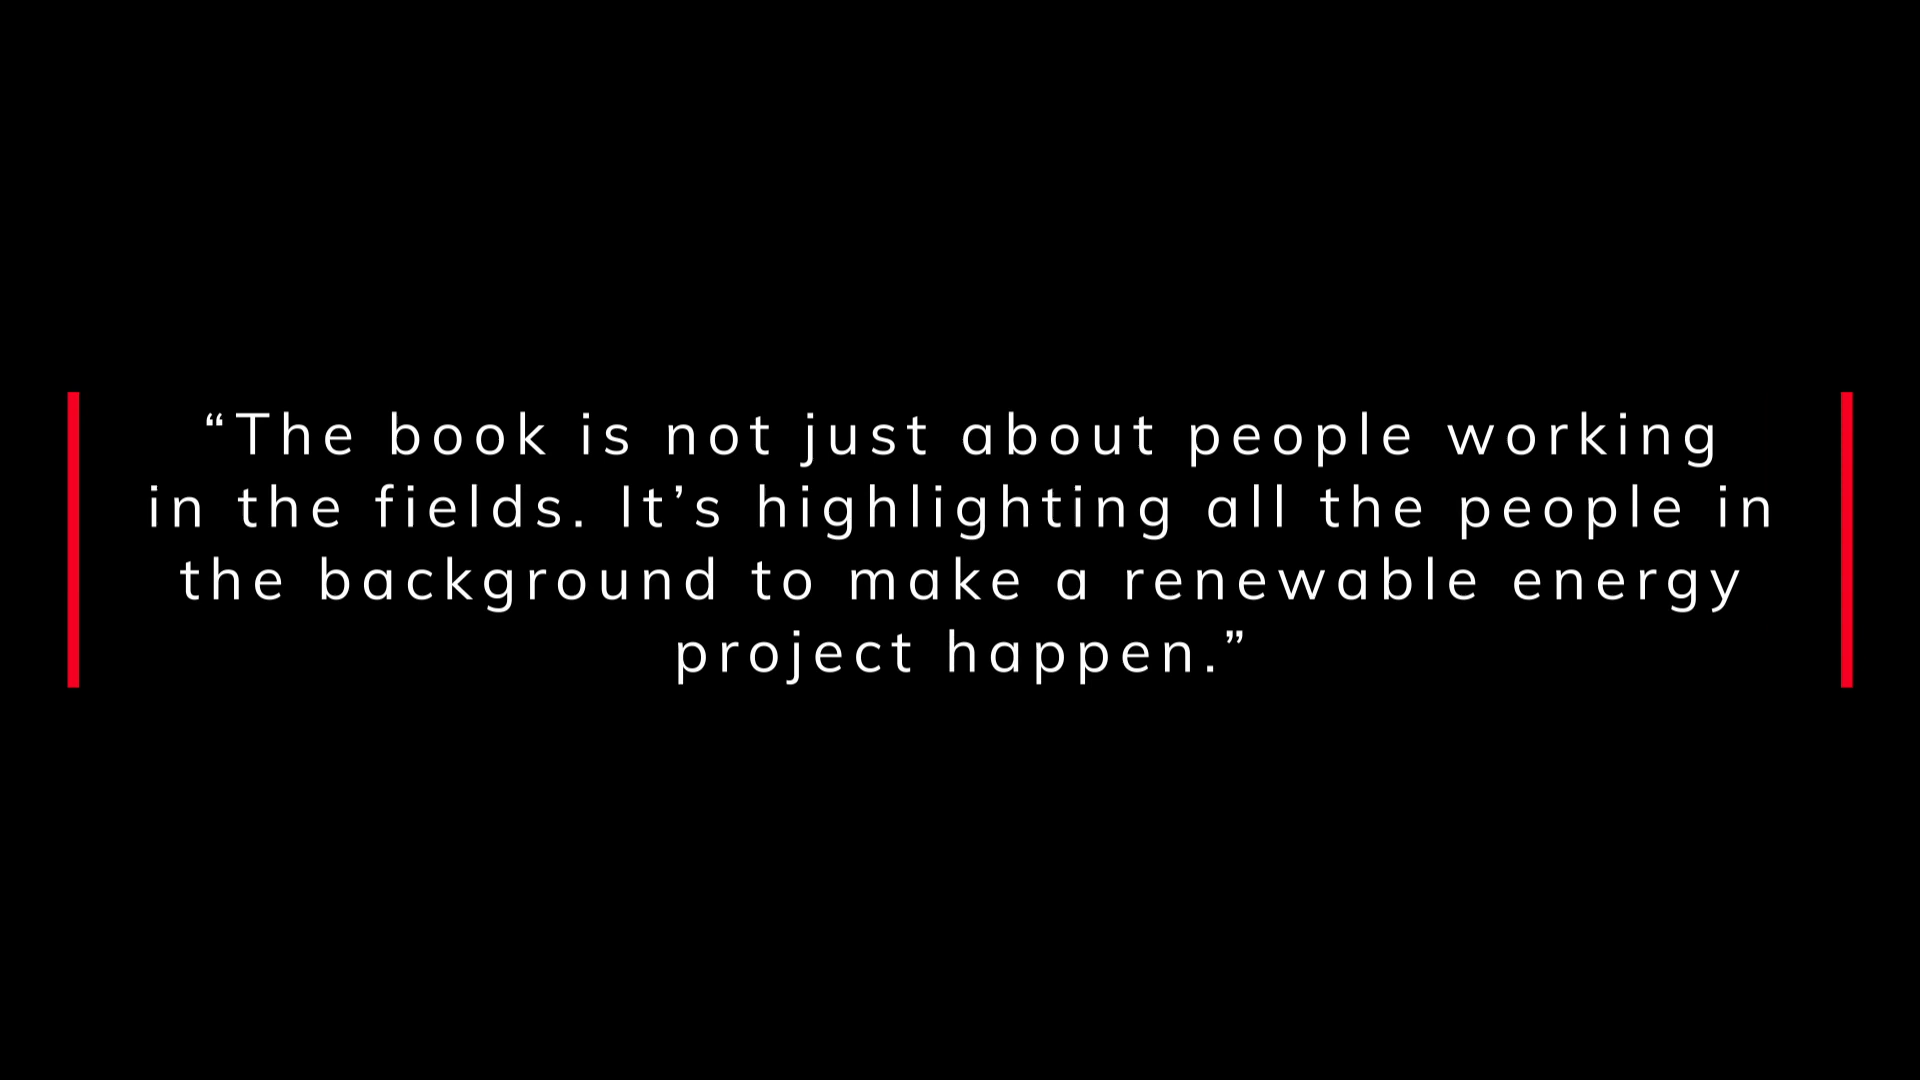 “The book is not just about people working
in the fields. It’s highlighting all the people in
the background to make a renewable energy
project happen.”